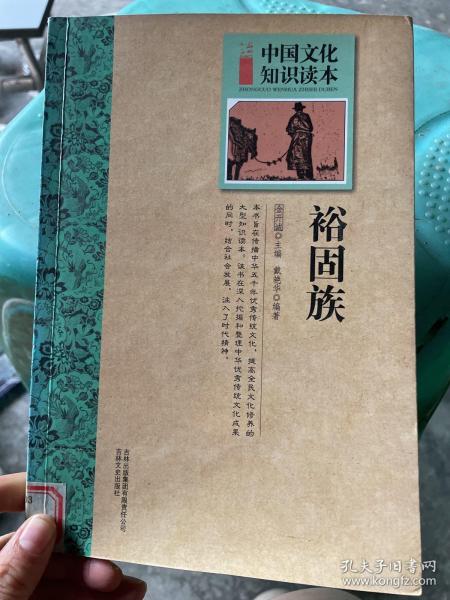 中国文化
知识读本
ZHONGGUO WENHUA ZHISHI DUBEN
裕固族
金开诚◎主编 戴艳华◎编著
本书旨在传播中华五千年优秀传统文化，提高全民文化修养的
大型知识读本。该书在深入挖掘和整理中华优秀传统文化成果
的同时，结合社会发展，注入了时代精神。
吉林出版集团有限责任公司
吉林文史出版社
3
孔夫子旧书网
www.kongfz.com